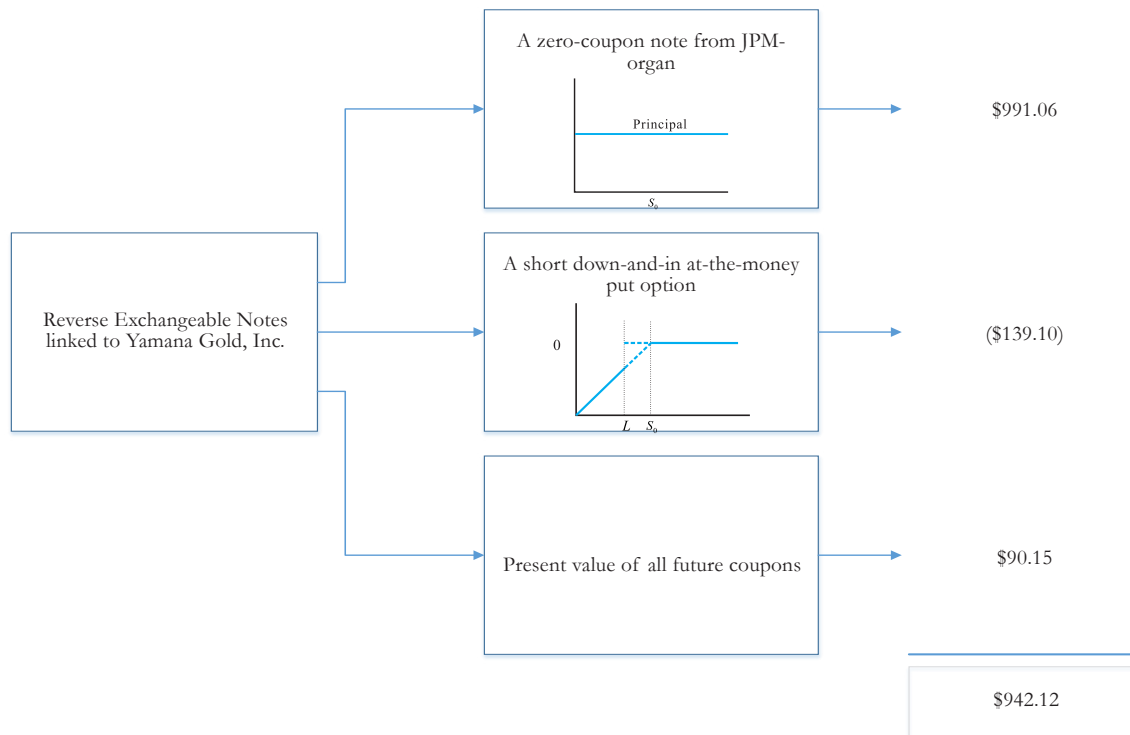 A zero-coupon note from JPM-
organ
Principal
S₀
$991.06
Reverse Exchangeable Notes
linked to Yamana Gold, Inc.
A short down-and-in at-the-money
put option
0
L S₀
($139.10)
Present value of all future coupons
$90.15
$942.12